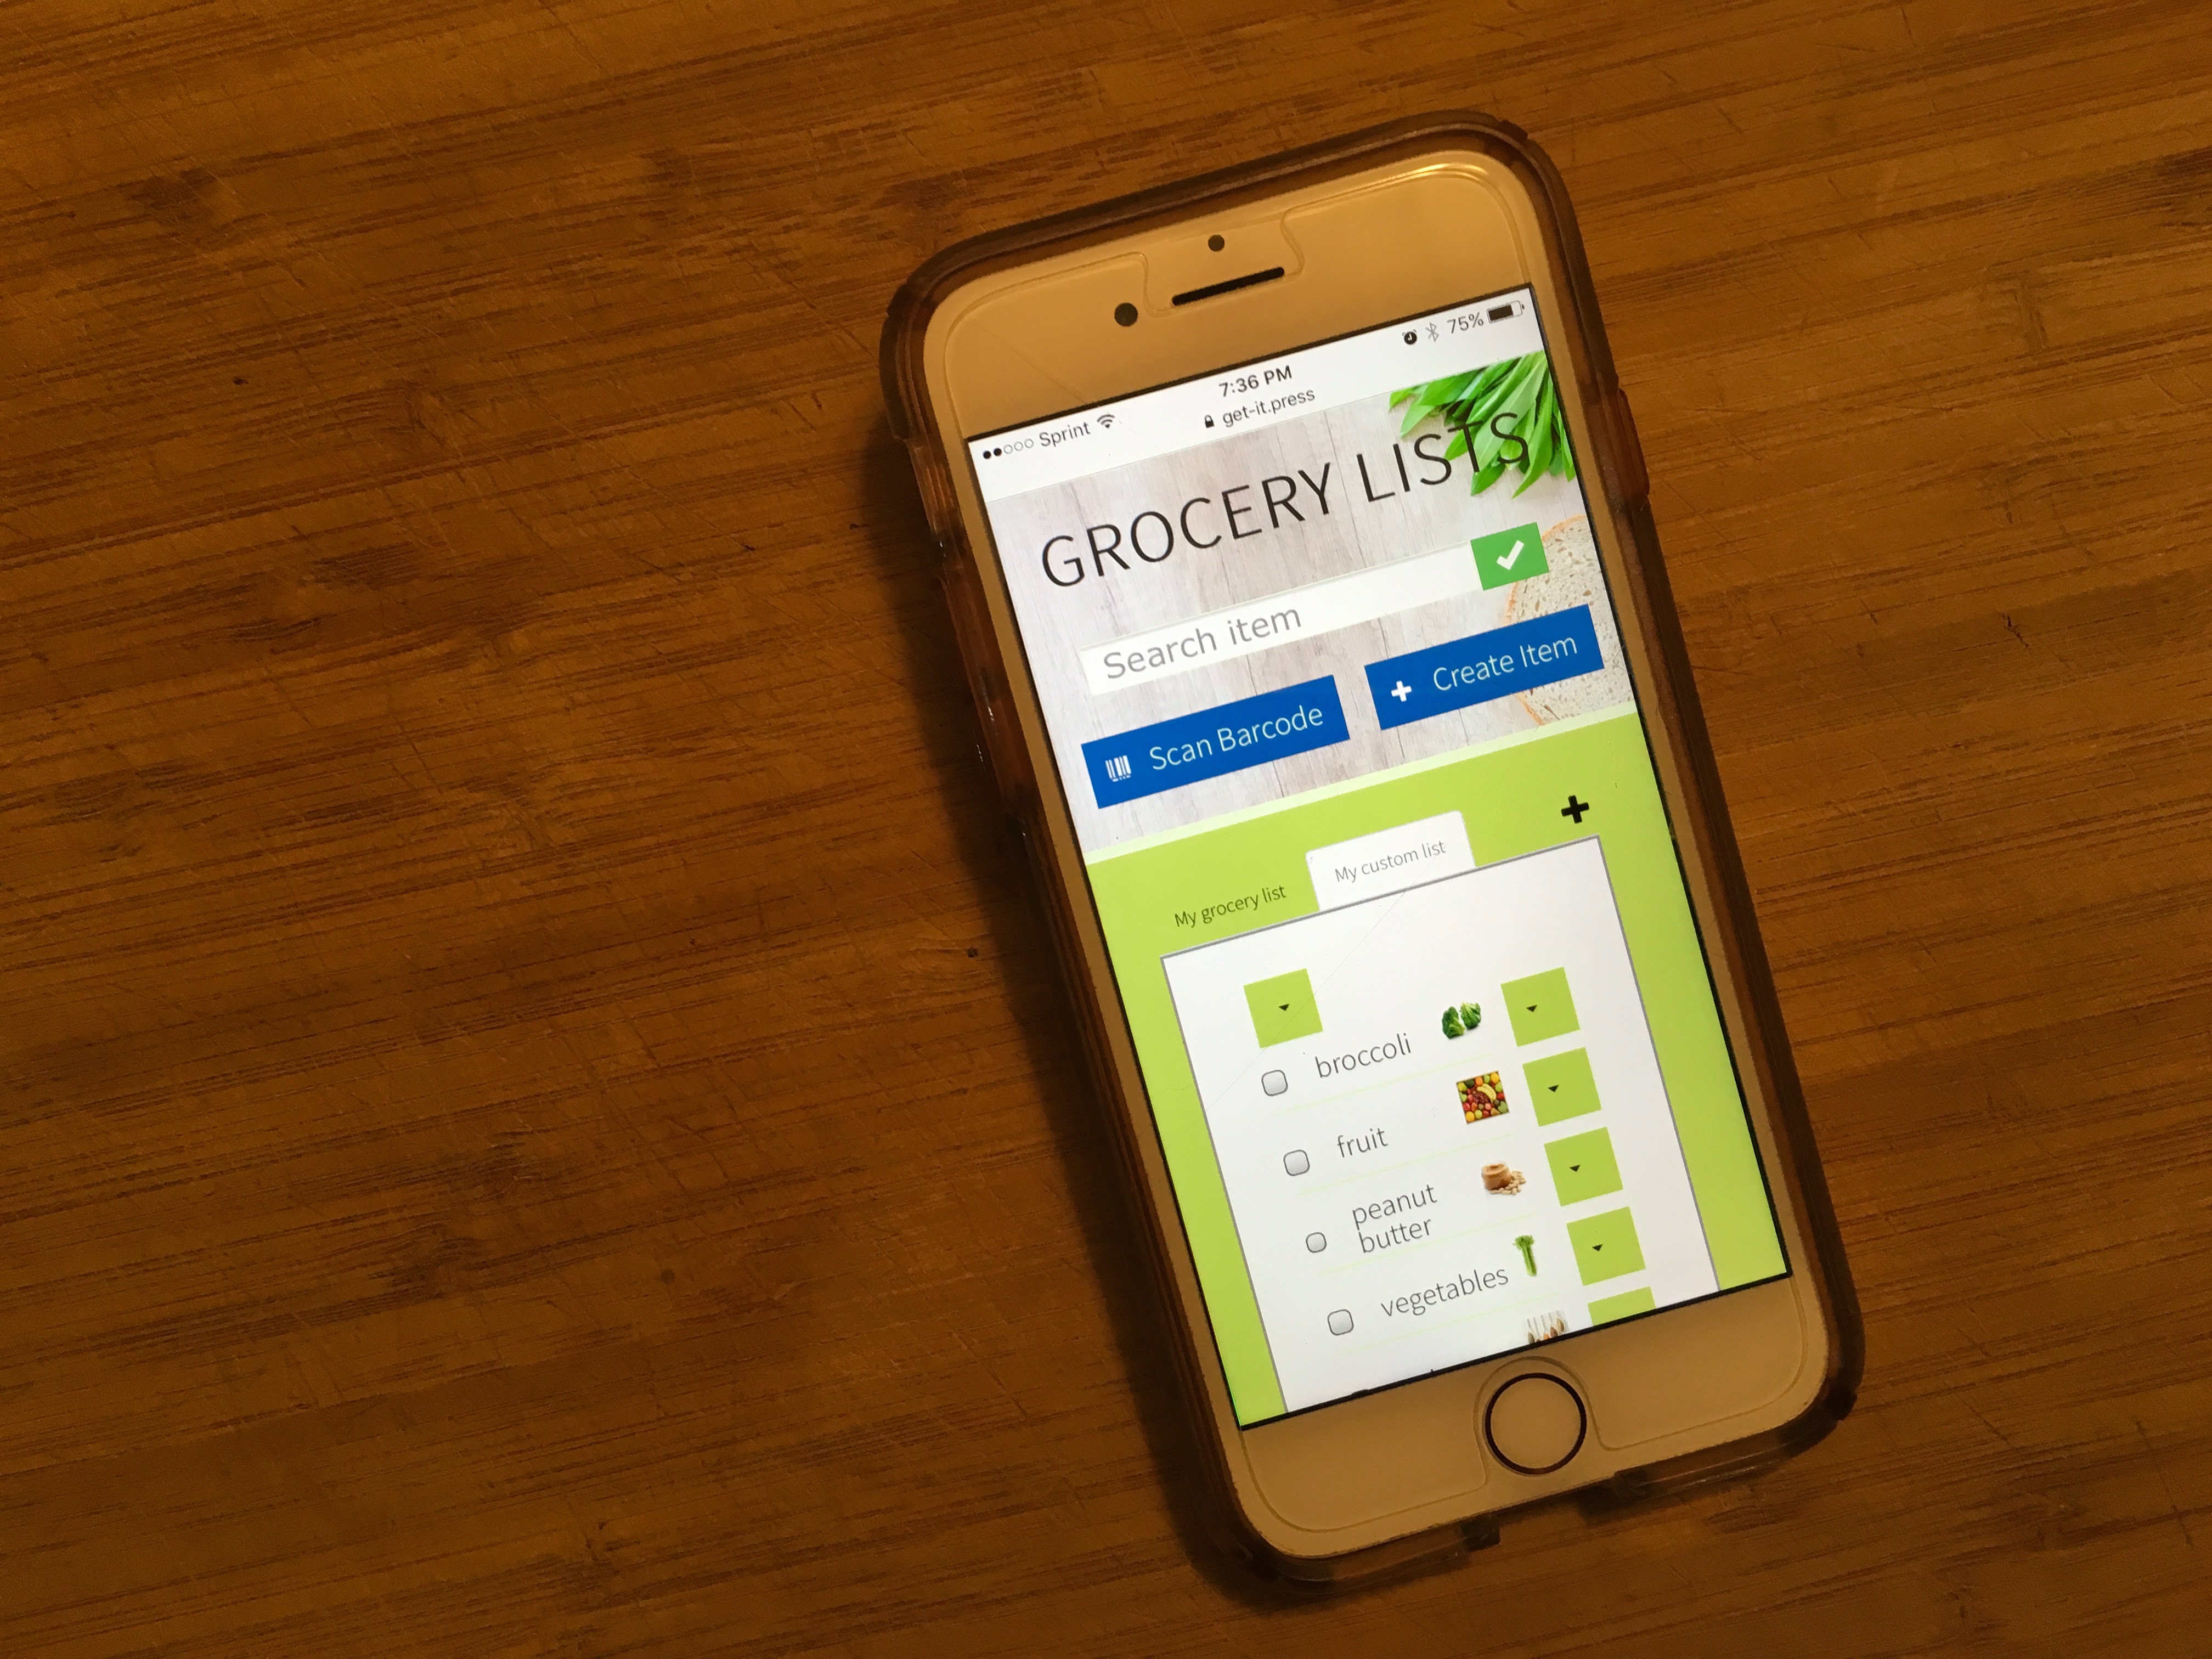 Sprint
7:36 PM
75%
get-it.press
GROCERY LISTS
Search item
Scan Barcode
Create Item
My grocery list
My custom list
broccoli
fruit
peanut
butter
vegetables